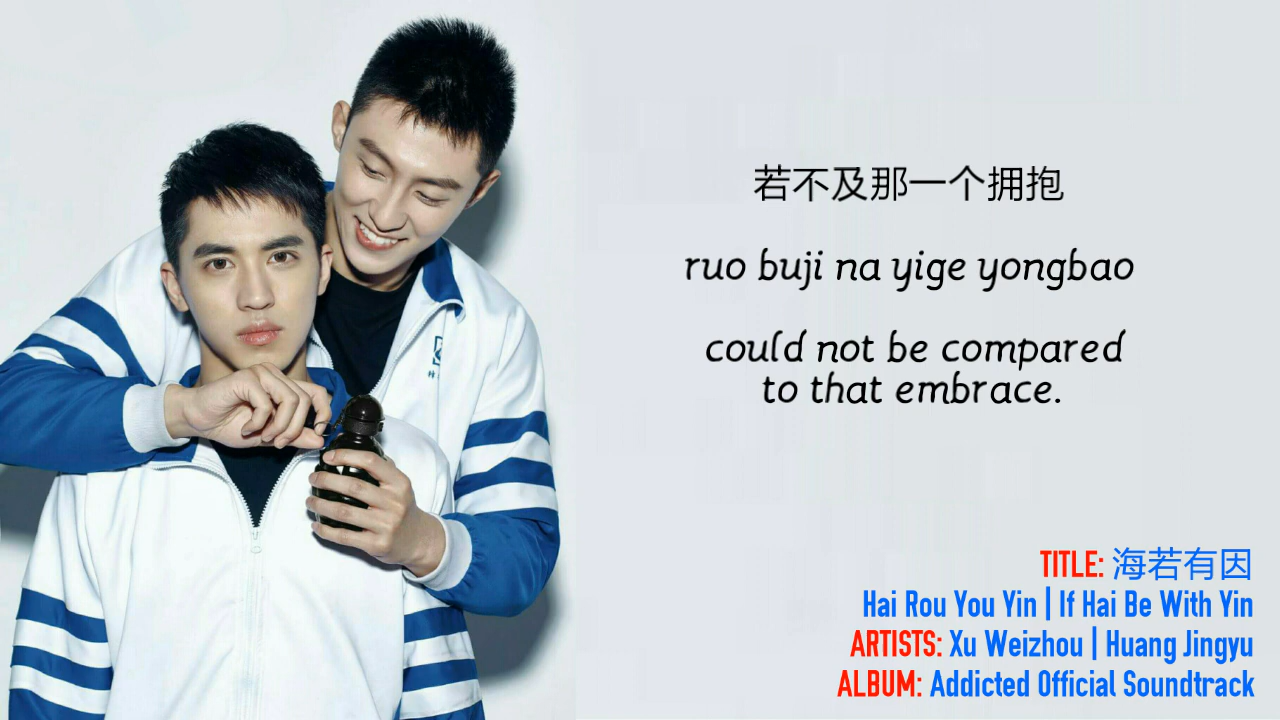 若不及那一个拥抱
ruo buji na yige yongbao
could not be compared
to that embrace.
TITLE: 海若有因
Hai Rou You Yin | If Hai Be With Yin
ARTISTS: Xu Weizhou | Huang Jingyu
ALBUM: Addicted Official Soundtrack